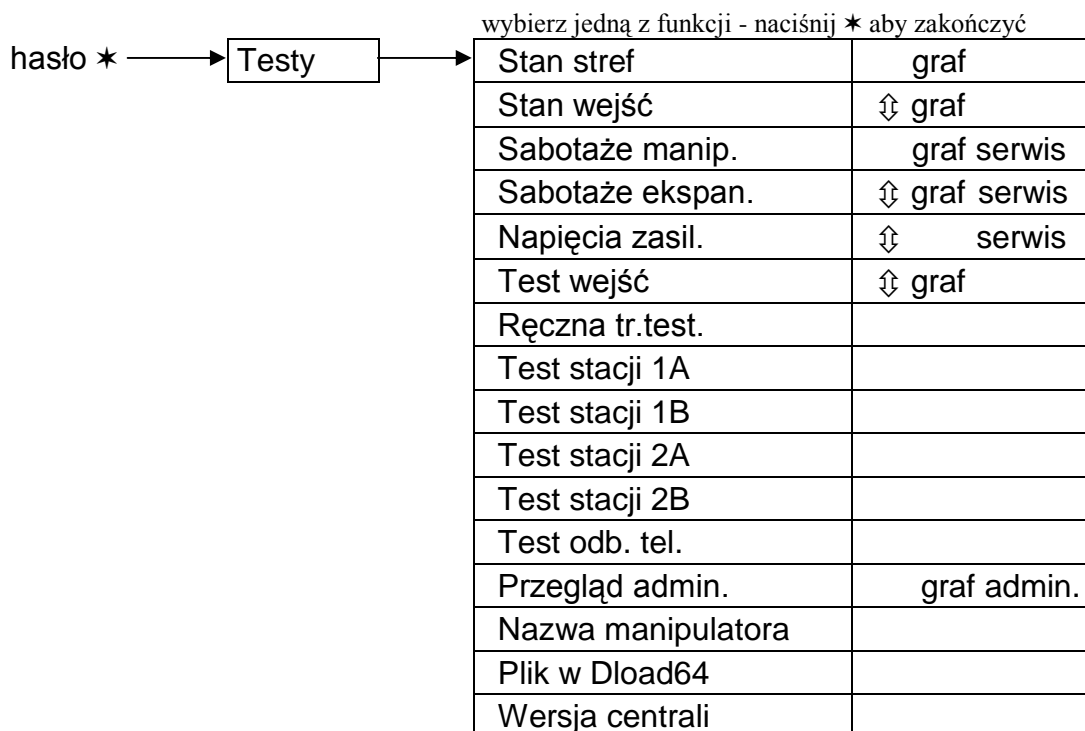 wybierz jedną z funkcji - naciśnij ✶ aby zakończyć
hasło ✶ Testy Stan stref graf
Stan wejść ⇳ graf
Sabotaże manip. graf serwis
Sabotaże ekspan. ⇳ graf serwis
Napięcia zasil. ⇳ serwis
Test wejść ⇳ graf
Ręczna tr.test.
Test stacji 1A
Test stacji 1B
Test stacji 2A
Test stacji 2B
Test odb. tel.
Przegląd admin. graf admin.
Nazwa manipulatora
Plik w Dload64
Wersja centrali